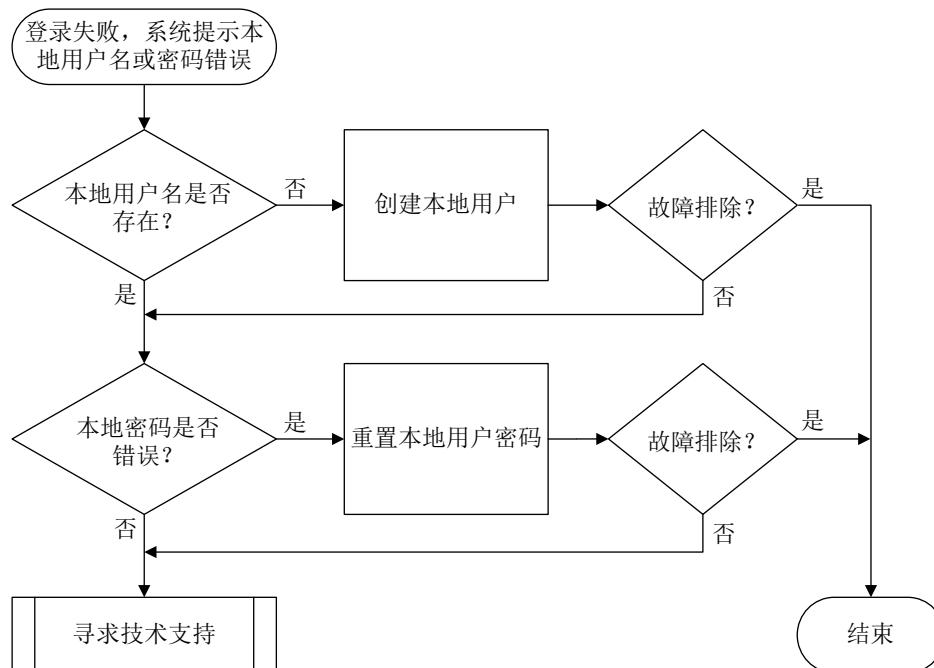 登录失败，系统提示本
地用户名或密码错误
本地用户名是否
存在？
否
创建本地用户
故障排除？
是
是
否
本地密码是否
错误？
是
重置本地用户密码
故障排除？
是
否
否
寻求技术支持
结束